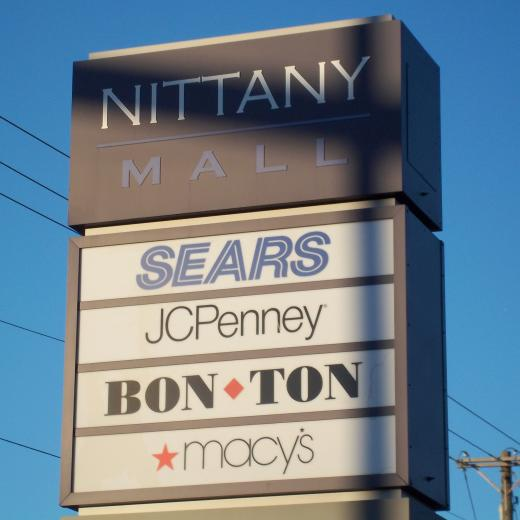 NITTANY
MALL
SEARS
JCPenney
BON TON
macy's